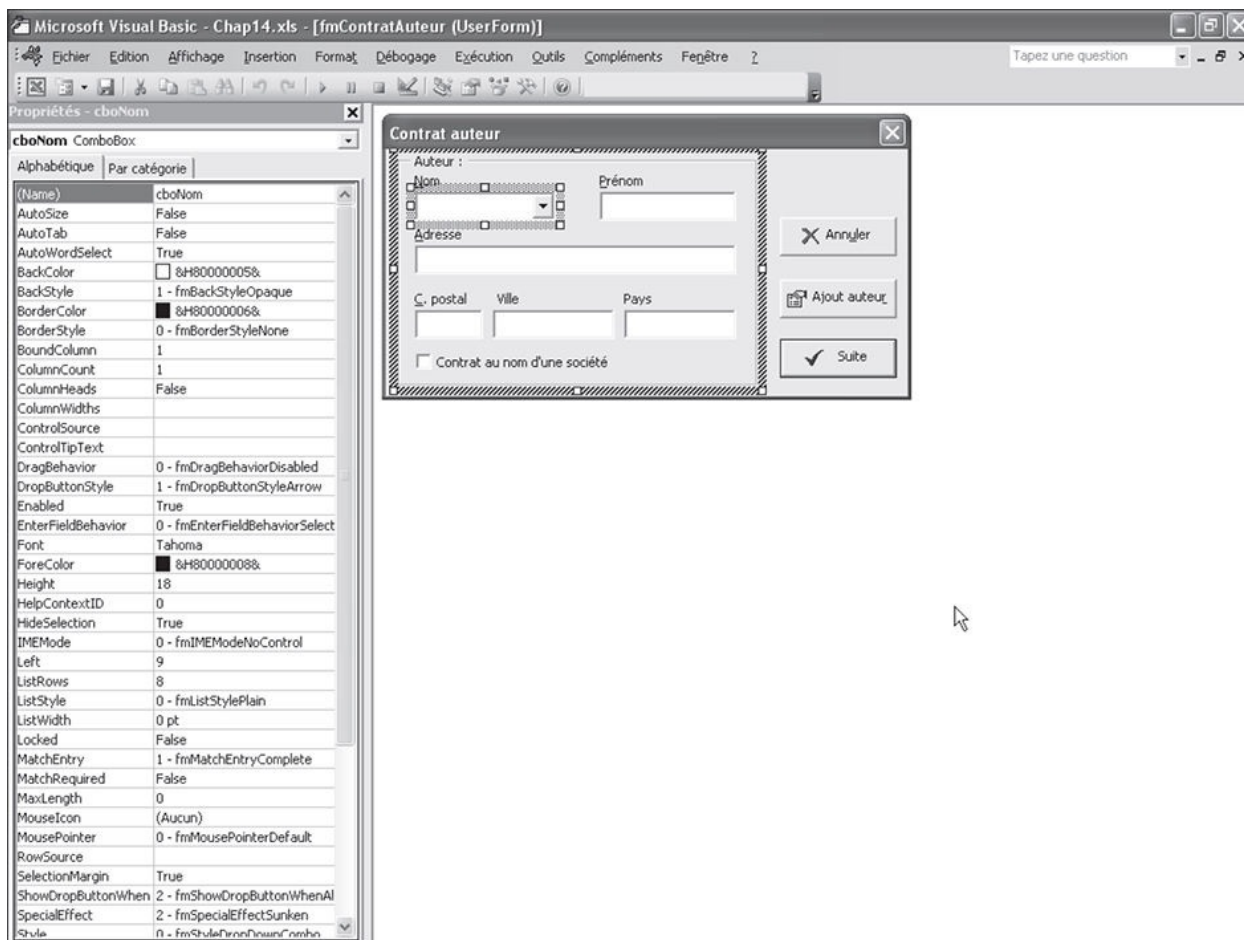 Microsoft Visual Basic - Chap14.xls - [fmContratAuteur (UserForm)]
Fichier Edition Affichage Insertion Format Débogage Exécution Outils Compléments Fenêtre ?
Tapez une question
Propriétés - cboNom
cboNom ComboBox
Alphabétique Par catégorie
(Name) cboNom
AutoSize False
AutoTab False
AutoWordSelect True
BackColor &H80000005&
BackStyle 1 - fmBackStyleOpaque
BorderColor &H80000006&
BorderStyle 0 - fmBorderStyleNone
BoundColumn 1
ColumnCount 1
ColumnHeads False
ColumnWidths
ControlSource
ControlTipText
DragBehavior 0 - fmDragBehaviorDisabled
DropButtonStyle 1 - fmDropButtonStyleArrow
Enabled True
EnterFieldBehavior 0 - fmEnterFieldBehaviorSelect
Font Tahoma
ForeColor &H80000008&
Height 18
HelpContextID 0
HideSelection True
IMEMode 0 - fmIMEModeNoControl
Left 9
ListRows 8
ListStyle 0 - fmListStylePlain
ListWidth 0 pt
Locked False
MatchEntry 1 - fmMatchEntryComplete
MatchRequired False
MaxLength 0
MouseIcon (Aucun)
MousePointer 0 - fmMousePointerDefault
RowSource
SelectionMargin True
ShowDropButtonWhen 2 - fmShowDropButtonWhenAl
SpecialEffect 2 - fmSpecialEffectSunken
Style 0 - fmStyleDropDownCombo
Contrat auteur
Auteur :
Nom Prénom
Adresse
C. postal Ville Pays
Contrat au nom d'une société
Annuler
Ajout auteur
Suite